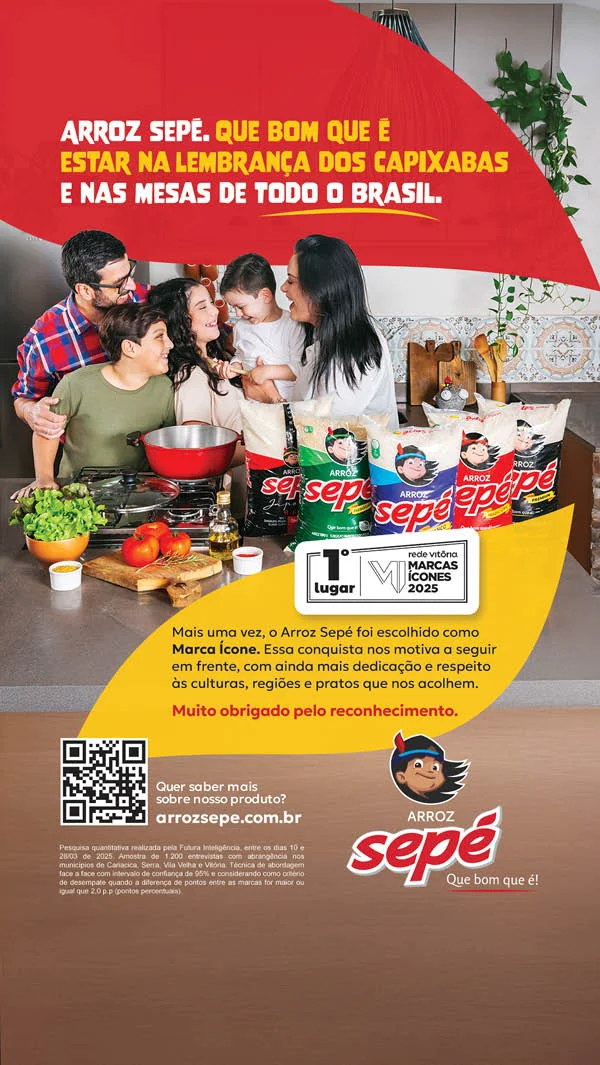 ARROZ SEPÉ. QUE BOM QUE É
ESTAR NA LEMBRANÇA DOS CAPIXABAS
E NAS MESAS DE TODO O BRASIL.
ARROZ
sepé
ARROZ
sepé
Que bom que é!
ARROZ
sepé
ARROZ
sepé
ARROZ
sepé
PREMIUM
1º
lugar
rede vitória
MARCAS
ÍCONES
2025
Mais uma vez, o Arroz Sepé foi escolhido como
Marca Ícone. Essa conquista nos motiva a seguir
em frente, com ainda mais dedicação e respeito
às culturas, regiões e pratos que nos acolhem.
Muito obrigado pelo reconhecimento.
Quer saber mais
sobre nosso produto?
arrozsepe.com.br
Pesquisa quantitativa realizada pela Futura Inteligência, entre os dias 10 e
28/03 de 2025. Amostra de 1.200 entrevistas com abrangência nos
municípios de Cariacica, Serra, Vila Velha e Vitória. Técnica de abordagem
face a face com intervalo de confiança de 95% e considerando como critério
de desempate quando a diferença de pontos entre as marcas for maior ou
igual que 2,0 p.p (pontos percentuais).
ARROZ
sepé
Que bom que é!